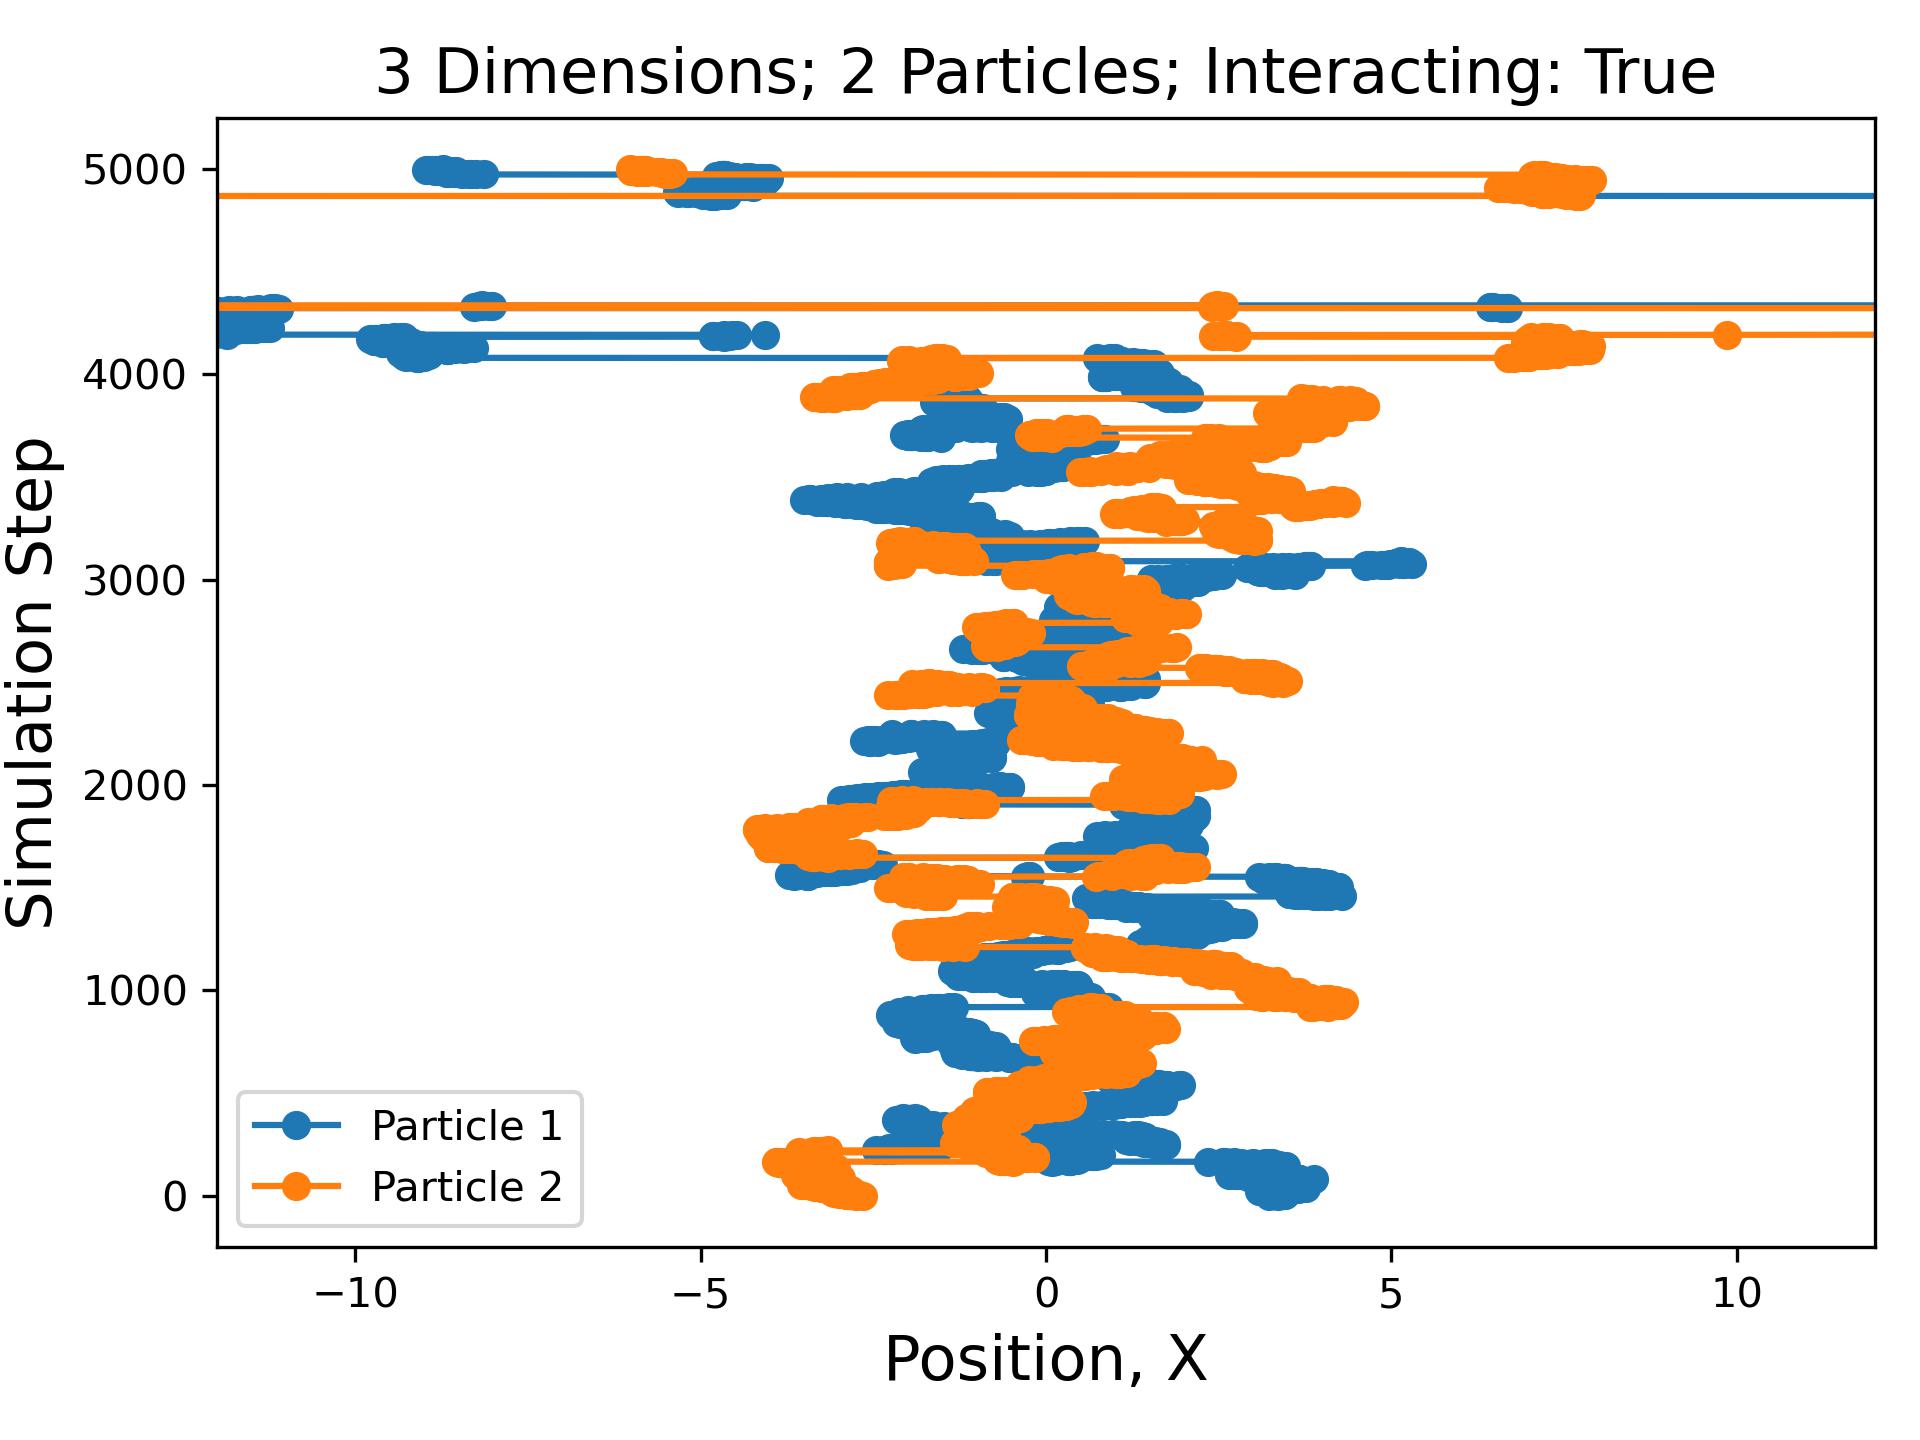 3 Dimensions; 2 Particles; Interacting: True
Simulation Step
5000
4000
3000
2000
1000
0
Particle 1
Particle 2
−10
−5
0
5
10
Position, X